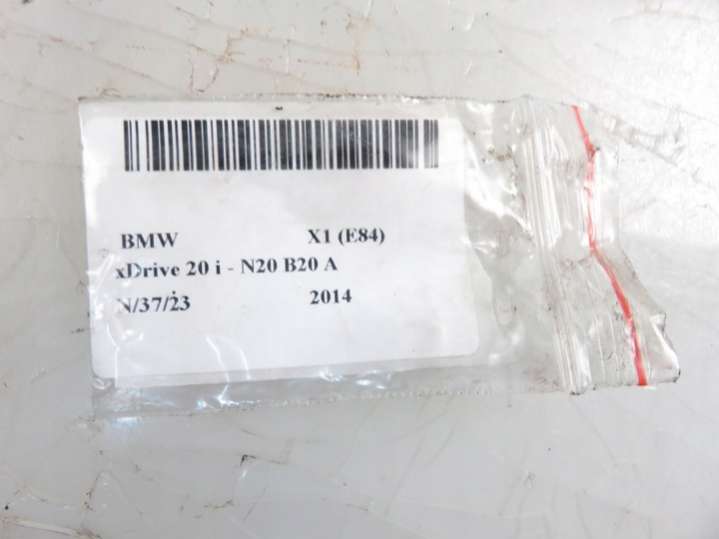 BMW X1 (E84)
xDrive 20 i - N20 B20 A
N/37/23 2014